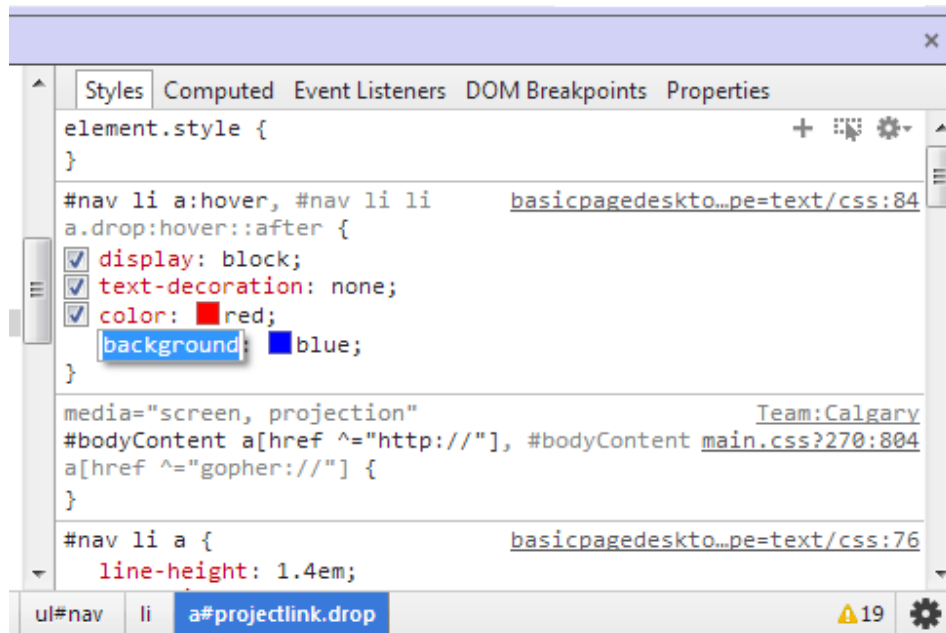 Styles Computed Event Listeners DOM Breakpoints Properties
element.style {
}
#nav li a:hover, #nav li li basicpagedeskto…pe=text/css:84
a.drop:hover::after {
display: block;
text-decoration: none;
color: red;
background: blue;
}
media="screen, projection" Team:Calgary
#bodyContent a[href ^="http://"], #bodyContent main.css?270:804
a[href ^="gopher://"] {
}
#nav li a { basicpagedeskto…pe=text/css:76
line-height: 1.4em;
ul#nav li a#projectlink.drop 19